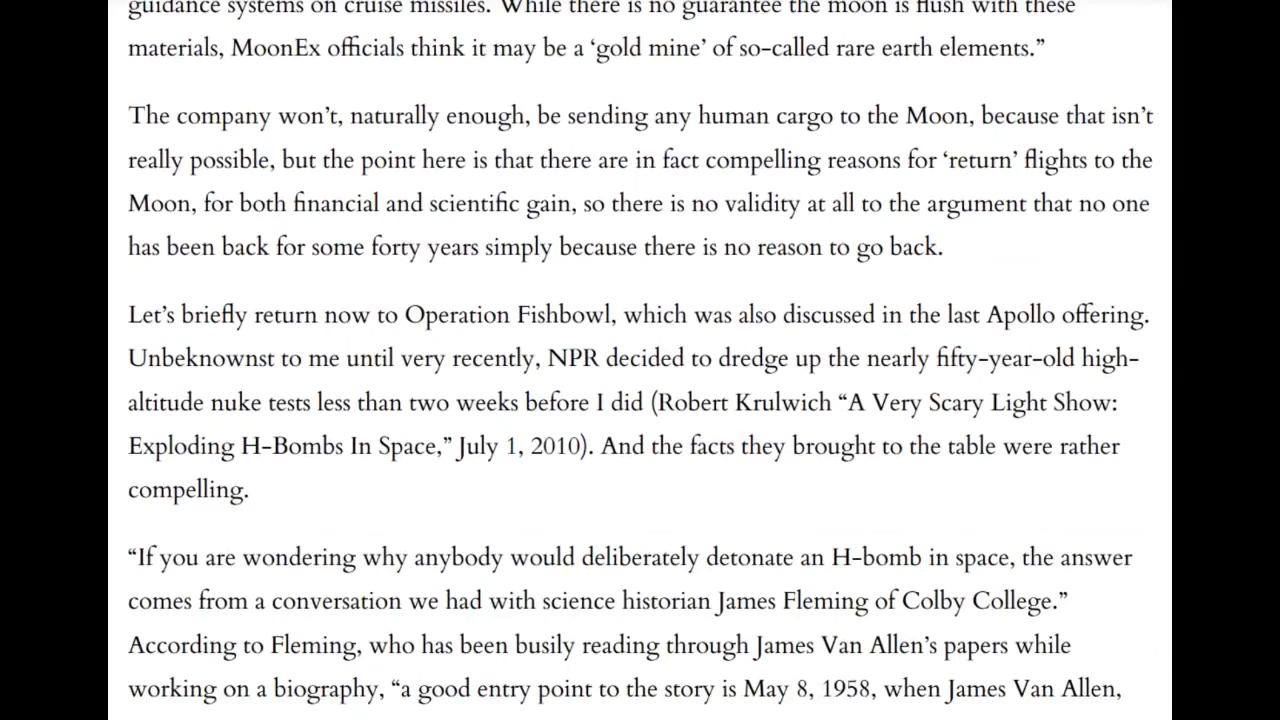 guidance systems on cruise missiles. While there is no guarantee the moon is flush with these
materials, MoonEx officials think it may be a ‘gold mine’ of so-called rare earth elements.”
The company won’t, naturally enough, be sending any human cargo to the Moon, because that isn’t
really possible, but the point here is that there are in fact compelling reasons for ‘return’ flights to the
Moon, for both financial and scientific gain, so there is no validity at all to the argument that no one
has been back for some forty years simply because there is no reason to go back.
Let’s briefly return now to Operation Fishbowl, which was also discussed in the last Apollo offering.
Unbeknownst to me until very recently, NPR decided to dredge up the nearly fifty-year-old high-
altitude nuke tests less than two weeks before I did (Robert Krulwich “A Very Scary Light Show:
Exploding H-Bombs In Space,” July 1, 2010). And the facts they brought to the table were rather
compelling.
“If you are wondering why anybody would deliberately detonate an H-bomb in space, the answer
comes from a conversation we had with science historian James Fleming of Colby College.”
According to Fleming, who has been busily reading through James Van Allen’s papers while
working on a biography, “a good entry point to the story is May 8, 1958, when James Van Allen,